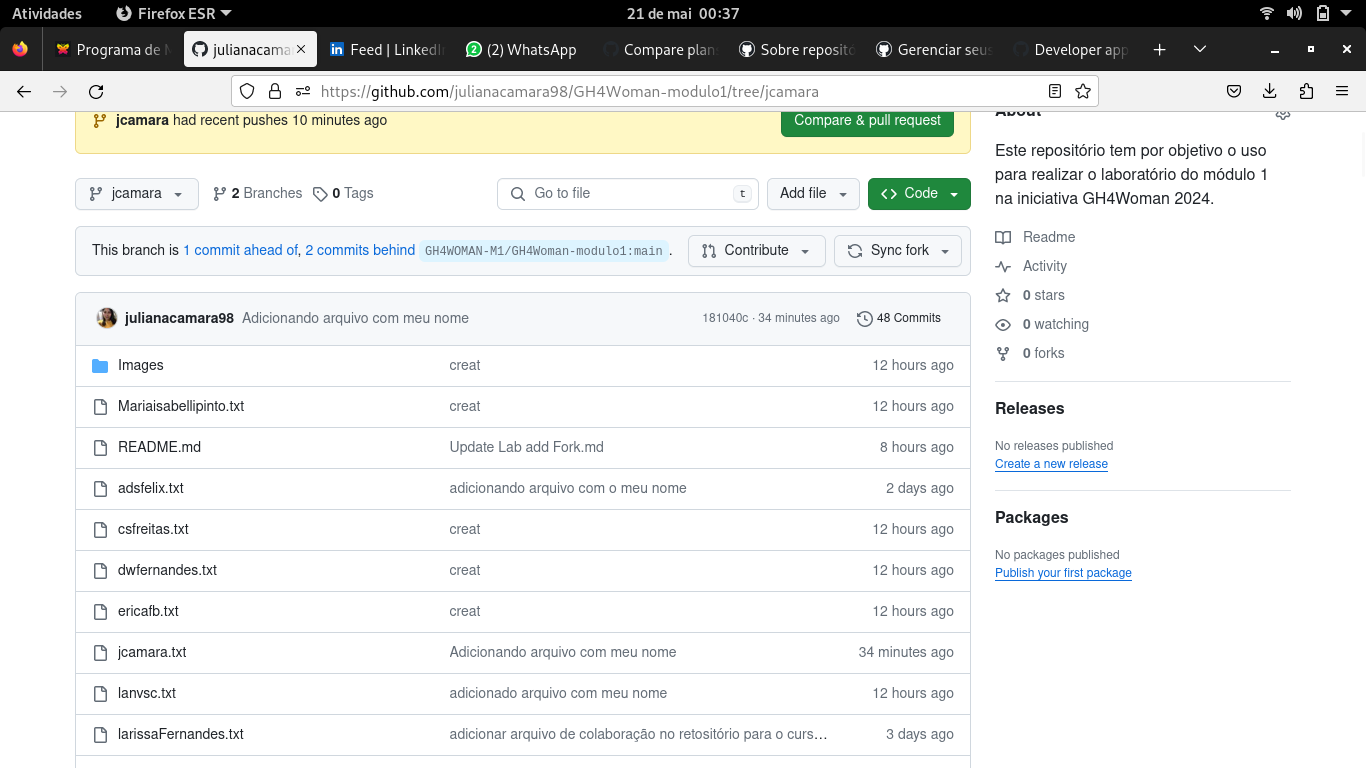 Atividades Firefox ESR 21 de mai 00:37
Programa de M julianacama Feed | LinkedIn (2) WhatsApp Compare plan Sobre reposito Gerenciar seus Developer app
https://github.com/julianacamara98/GH4Woman-modulo1/tree/jcamara
jcamara had recent pushes 10 minutes ago Compare & pull request
jcamara 2 Branches 0 Tags Go to file t Add file Code
This branch is 1 commit ahead of, 2 commits behind GH4WOMAN-M1/GH4Woman-modulo1:main . Contribute Sync fork
julianacamara98 Adicionando arquivo com meu nome 181040c · 34 minutes ago 48 Commits
Images creat 12 hours ago
Mariaisabellipinto.txt creat 12 hours ago
README.md Update Lab add Fork.md 8 hours ago
adsfelix.txt adicionando arquivo com o meu nome 2 days ago
csfreitas.txt creat 12 hours ago
dwfernandes.txt creat 12 hours ago
ericafb.txt creat 12 hours ago
jcamara.txt Adicionando arquivo com meu nome 34 minutes ago
lanvsc.txt adicionado arquivo com meu nome 12 hours ago
larissaFernandes.txt adicionar arquivo de colaboração no retositório para o curs… 3 days ago
About
Este repositório tem por objetivo o uso
para realizar o laboratório do módulo 1
na iniciativa GH4Woman 2024.
Readme
Activity
0 stars
0 watching
0 forks
Releases
No releases published
Create a new release
Packages
No packages published
Publish your first package